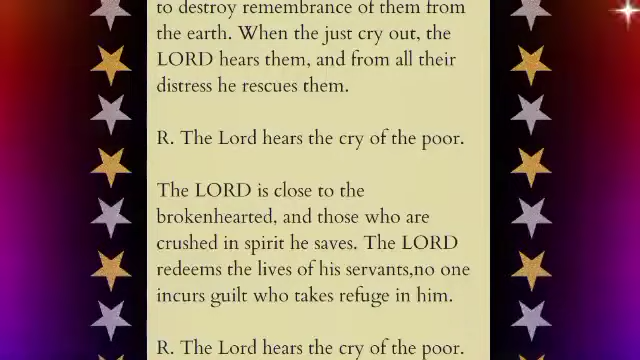 to destroy remembrance of them from
the earth. When the just cry out, the
LORD hears them, and from all their
distress he rescues them.
R. The Lord hears the cry of the poor.
The LORD is close to the
brokenhearted, and those who are
crushed in spirit he saves. The LORD
redeems the lives of his servants,no one
incurs guilt who takes refuge in him.
R. The Lord hears the cry of the poor.